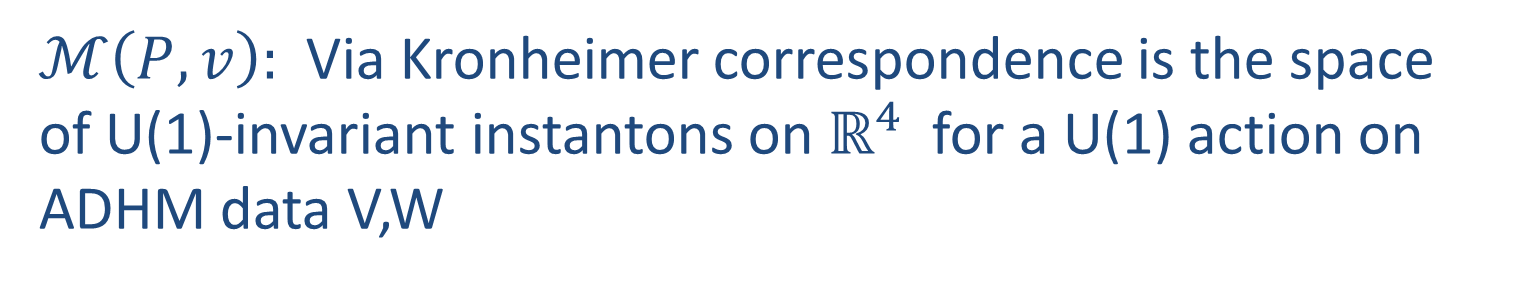 ℳ(P, v): Via Kronheimer correspondence is the space
of U(1)-invariant instantons on ℝ⁴ for a U(1) action on
ADHM data V,W